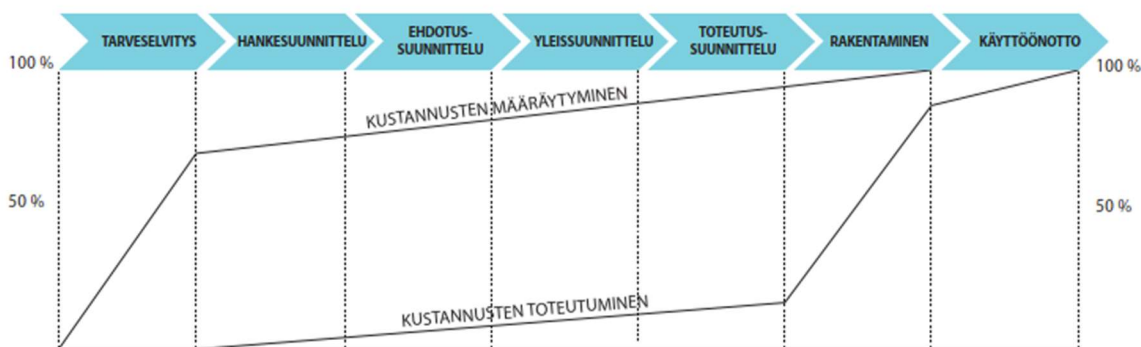 TARVESELVITYS
HANKESUUNNITTELU
EHDOTUS-
SUUNNITTELU
YLEISSUUNNITTELU
TOTEUTUS-
SUUNNITTELU
RAKENTAMINEN
KÄYTTÖÖNOTTO
100 %
100 %
KUSTANNUSTEN MÄÄRÄYTYMINEN
50 %
50 %
KUSTANNUSTEN TOTEUTUMINEN